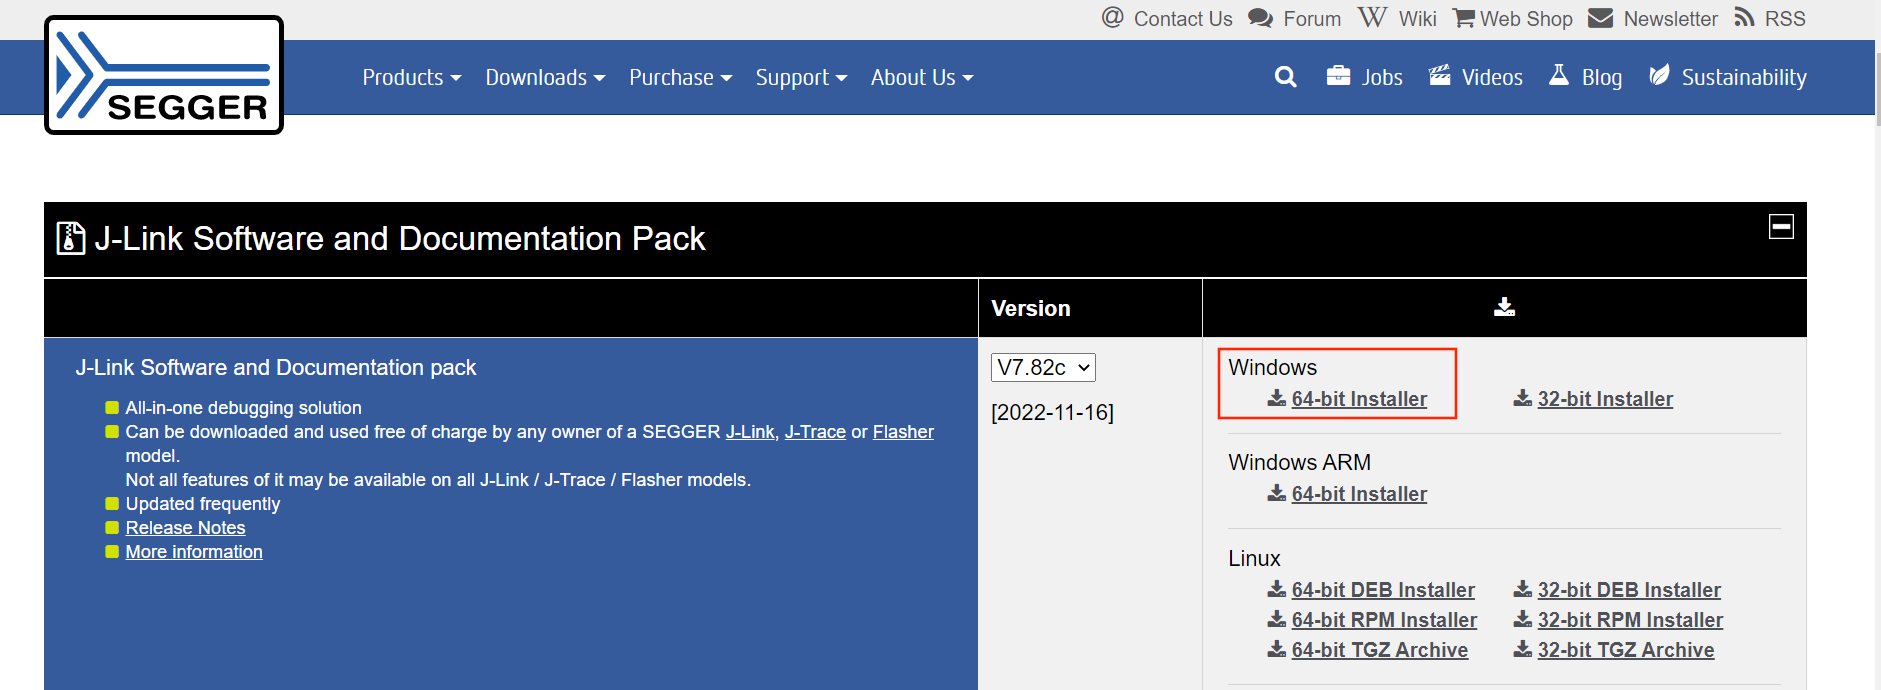 @ Contact Us Forum W Wiki Web Shop Newsletter RSS
SEGGER
Products Downloads Purchase Support About Us Jobs Videos Blog Sustainability
J-Link Software and Documentation Pack
Version
J-Link Software and Documentation pack
All-in-one debugging solution
Can be downloaded and used free of charge by any owner of a SEGGER J-Link, J-Trace or Flasher
model.
Not all features of it may be available on all J-Link / J-Trace / Flasher models.
Updated frequently
Release Notes
More information
V7.82c
[2022-11-16]
Windows
64-bit Installer 32-bit Installer
Windows ARM
64-bit Installer
Linux
64-bit DEB Installer 32-bit DEB Installer
64-bit RPM Installer 32-bit RPM Installer
64-bit TGZ Archive 32-bit TGZ Archive